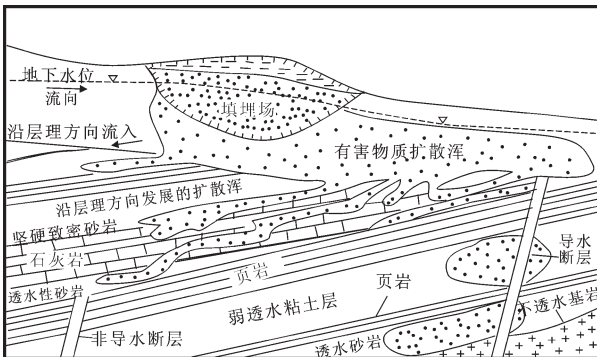 地下水位
流向
填埋场
沿层理方向流入
有害物质扩散浑
沿层理方向发展的扩散浑
坚硬致密砂岩
石灰岩
页岩
透水性砂岩
导水
断层
页岩
弱透水粘土层
不透水基岩
非导水断层
透水砂岩